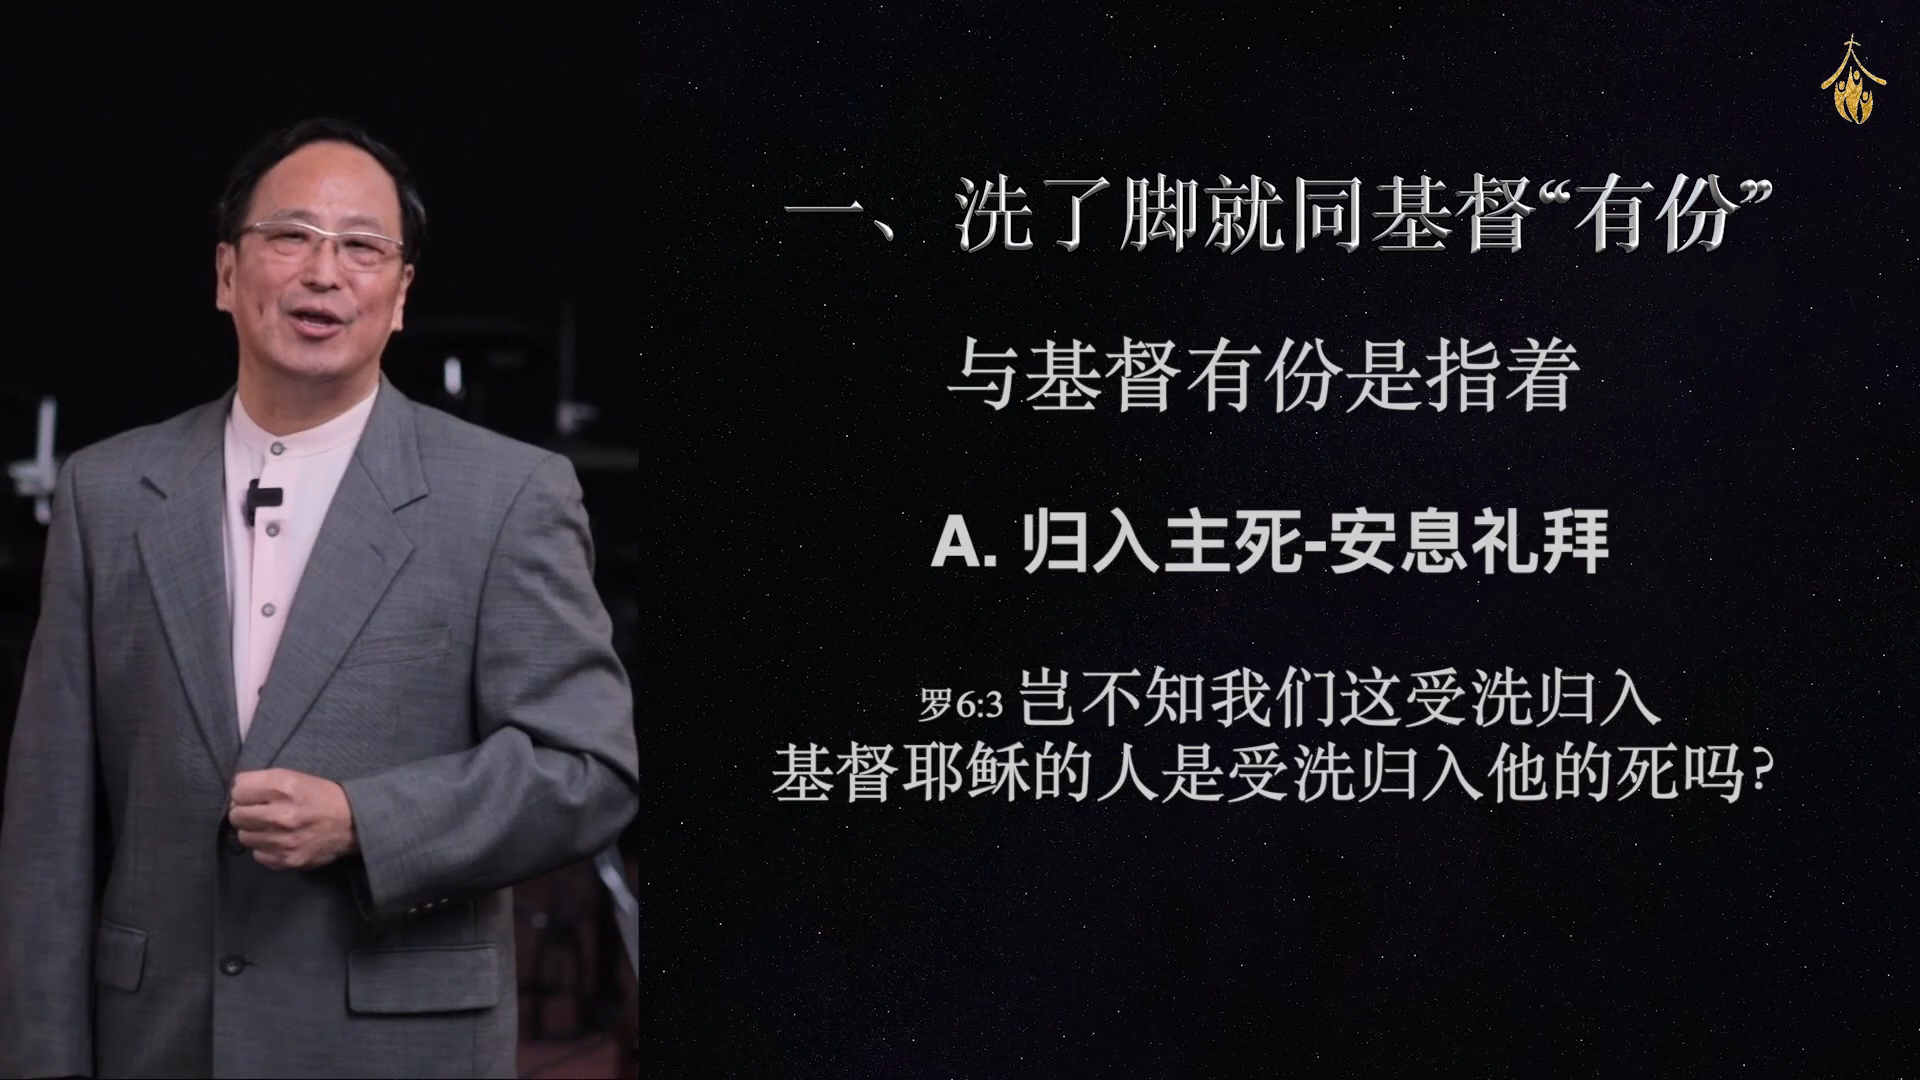 一、 洗了脚就同基督“有份”
与基督有份是指着
A. 归入主死-安息礼拜
罗6:3 岂不知我们这受洗归入
基督耶稣的人是受洗归入他的死吗？